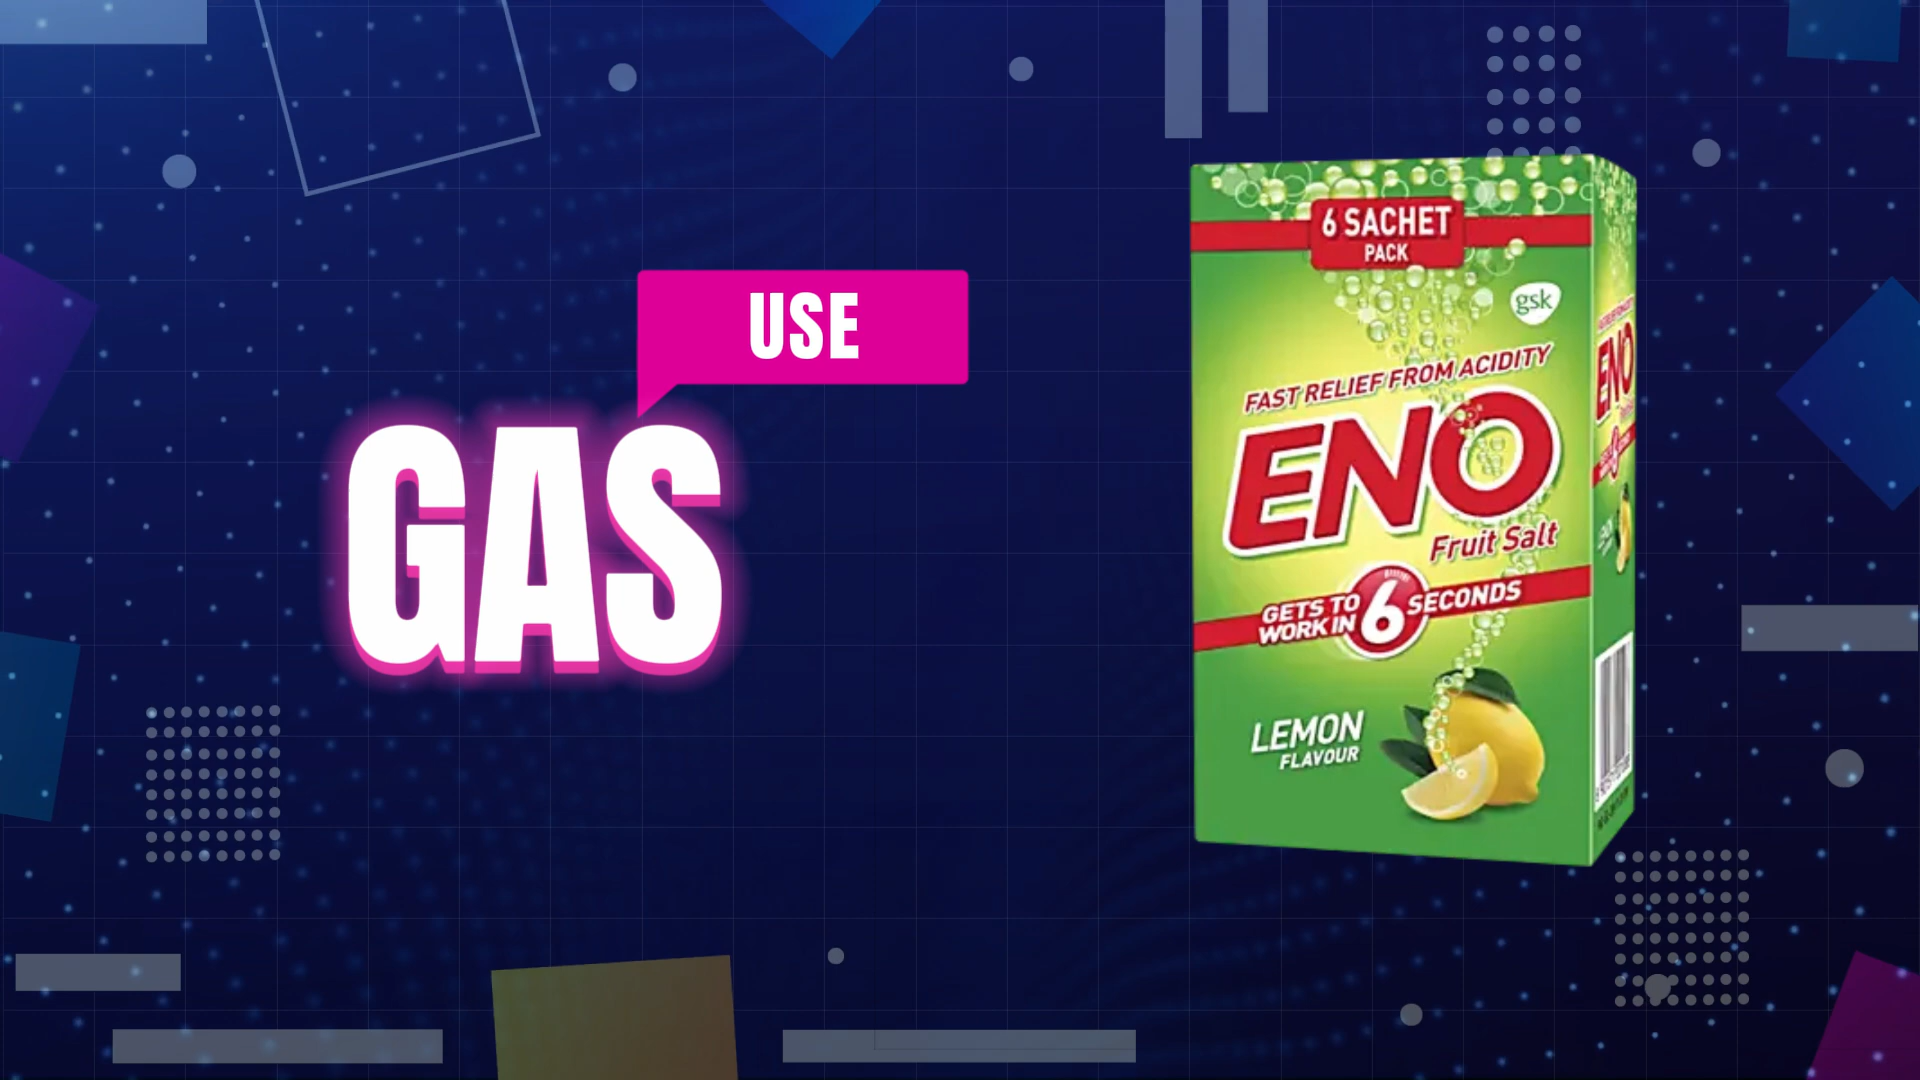 USE
GAS
6 SACHET
PACK
gsk
FAST RELIEF FROM ACIDITY
ENO
Fruit Salt
GETS TO
WORK IN
6
SECONDS
LEMON
FLAVOUR
ENO